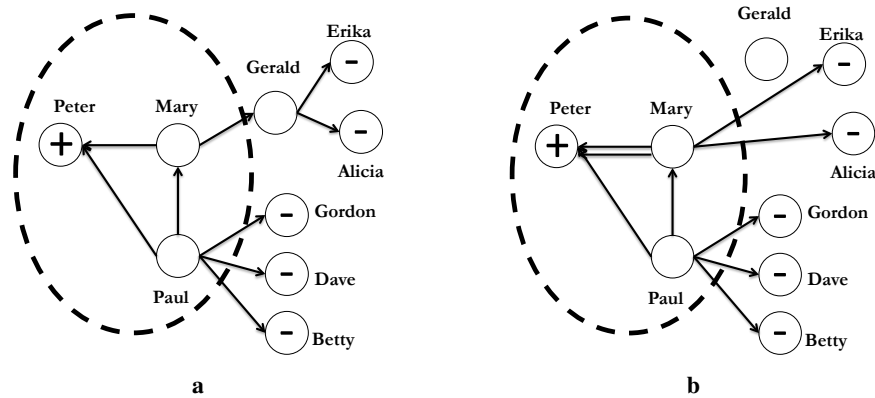 Erika
-
Gerald
Peter
Mary
+
-
Alicia
Gordon
-
-
Dave
Paul
-
Betty
a
Gerald
Erika
-
Peter
Mary
+
-
Alicia
Gordon
-
-
Dave
Paul
-
Betty
b